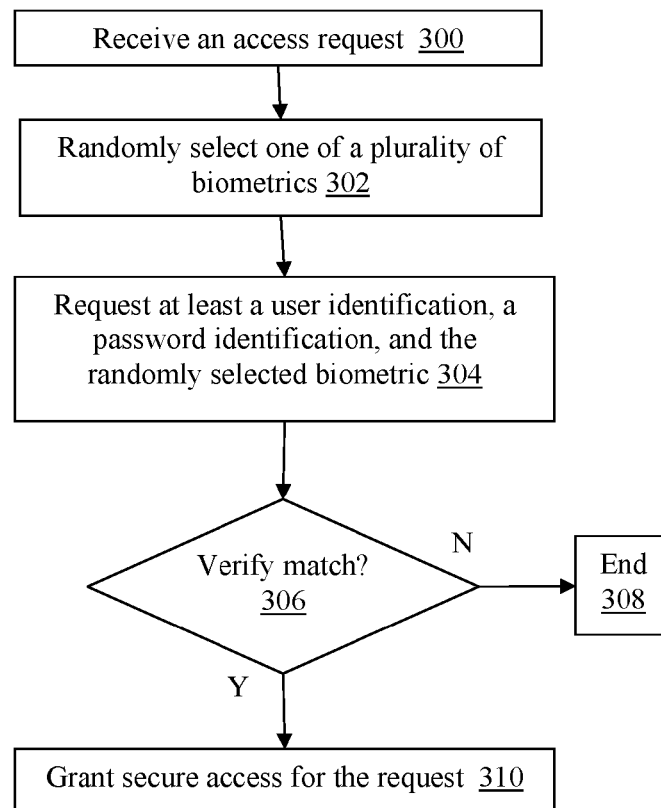 Receive an access request 300
Randomly select one of a plurality of
biometrics 302
Request at least a user identification, a
password identification, and the
randomly selected biometric 304
Verify match?
306
N
End
308
Y
Grant secure access for the request 310